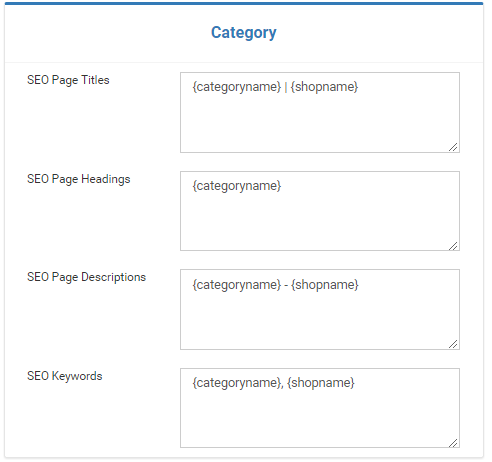 Category
SEO Page Titles
{categoryname} | {shopname}
SEO Page Headings
{categoryname}
SEO Page Descriptions
{categoryname} - {shopname}
SEO Keywords
{categoryname}, {shopname}